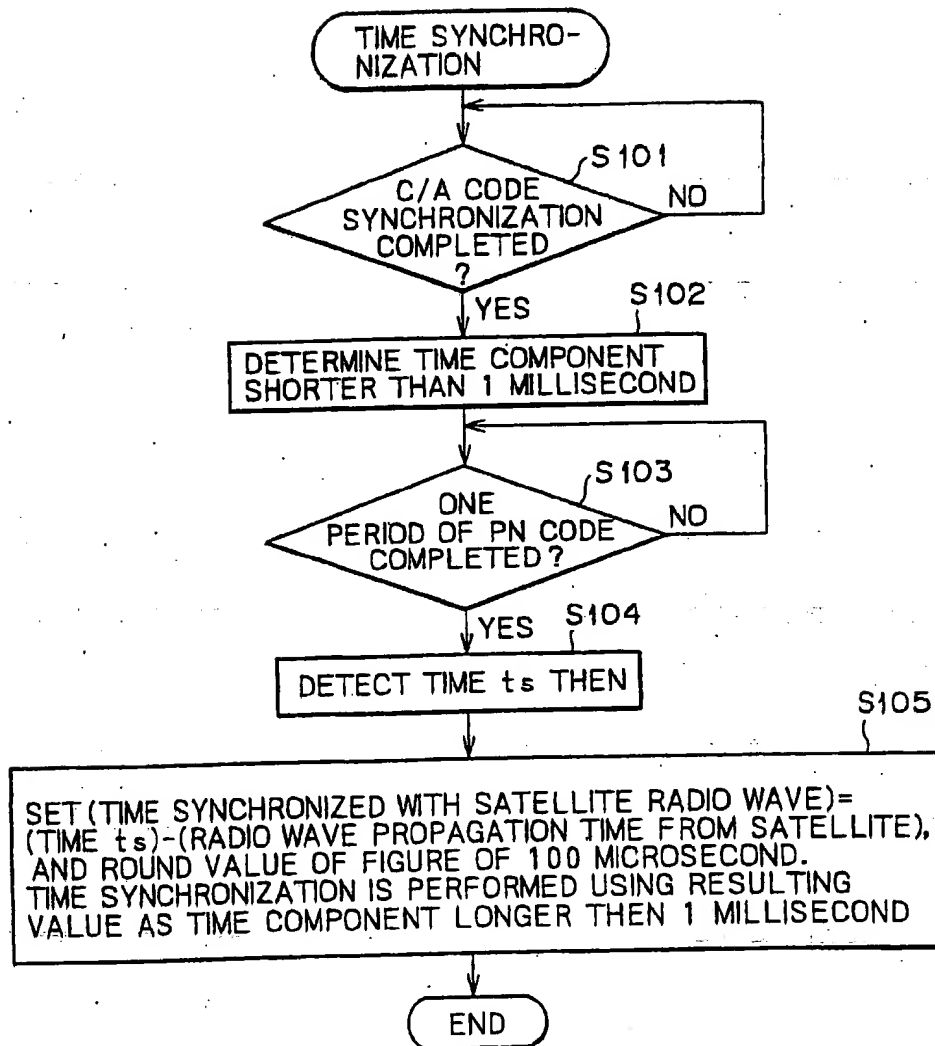 TIME SYNCHRO-
NIZATION
S101
C/A CODE
SYNCHRONIZATION
COMPLETED
?
NO
YES
S102
DETERMINE TIME COMPONENT
SHORTER THAN 1 MILLISECOND
S103
ONE
PERIOD OF PN CODE
COMPLETED?
NO
YES
S104
DETECT TIME ts THEN
S105
SET (TIME SYNCHRONIZED WITH SATELLITE RADIO WAVE)=
(TIME ts)-(RADIO WAVE PROPAGATION TIME FROM SATELLITE),
AND ROUND VALUE OF FIGURE OF 100 MICROSECOND.
TIME SYNCHRONIZATION IS PERFORMED USING RESULTING
VALUE AS TIME COMPONENT LONGER THEN 1 MILLISECOND
END